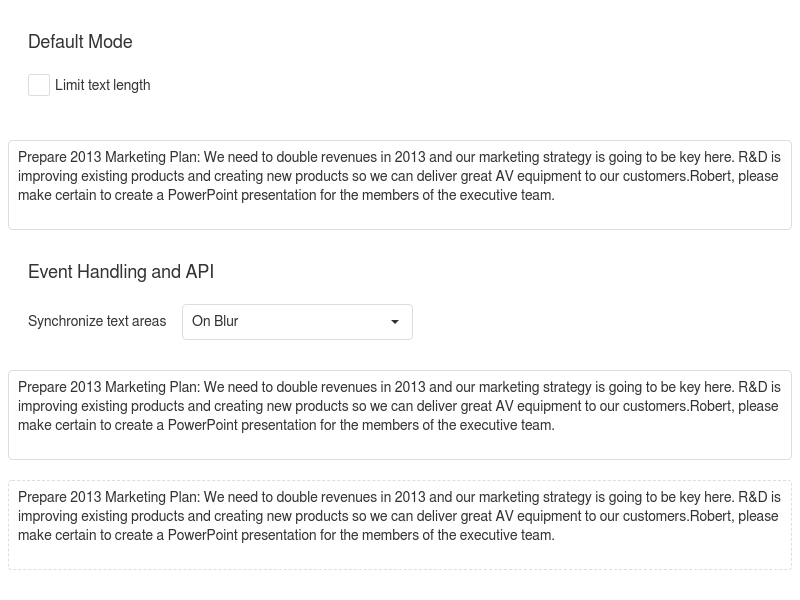 Default Mode
Limit text length
Prepare 2013 Marketing Plan: We need to double revenues in 2013 and our marketing strategy is going to be key here. R&D is
improving existing products and creating new products so we can deliver great AV equipment to our customers.Robert, please
make certain to create a PowerPoint presentation for the members of the executive team.
Event Handling and API
Synchronize text areas On Blur
Prepare 2013 Marketing Plan: We need to double revenues in 2013 and our marketing strategy is going to be key here. R&D is
improving existing products and creating new products so we can deliver great AV equipment to our customers.Robert, please
make certain to create a PowerPoint presentation for the members of the executive team.
Prepare 2013 Marketing Plan: We need to double revenues in 2013 and our marketing strategy is going to be key here. R&D is
improving existing products and creating new products so we can deliver great AV equipment to our customers.Robert, please
make certain to create a PowerPoint presentation for the members of the executive team.